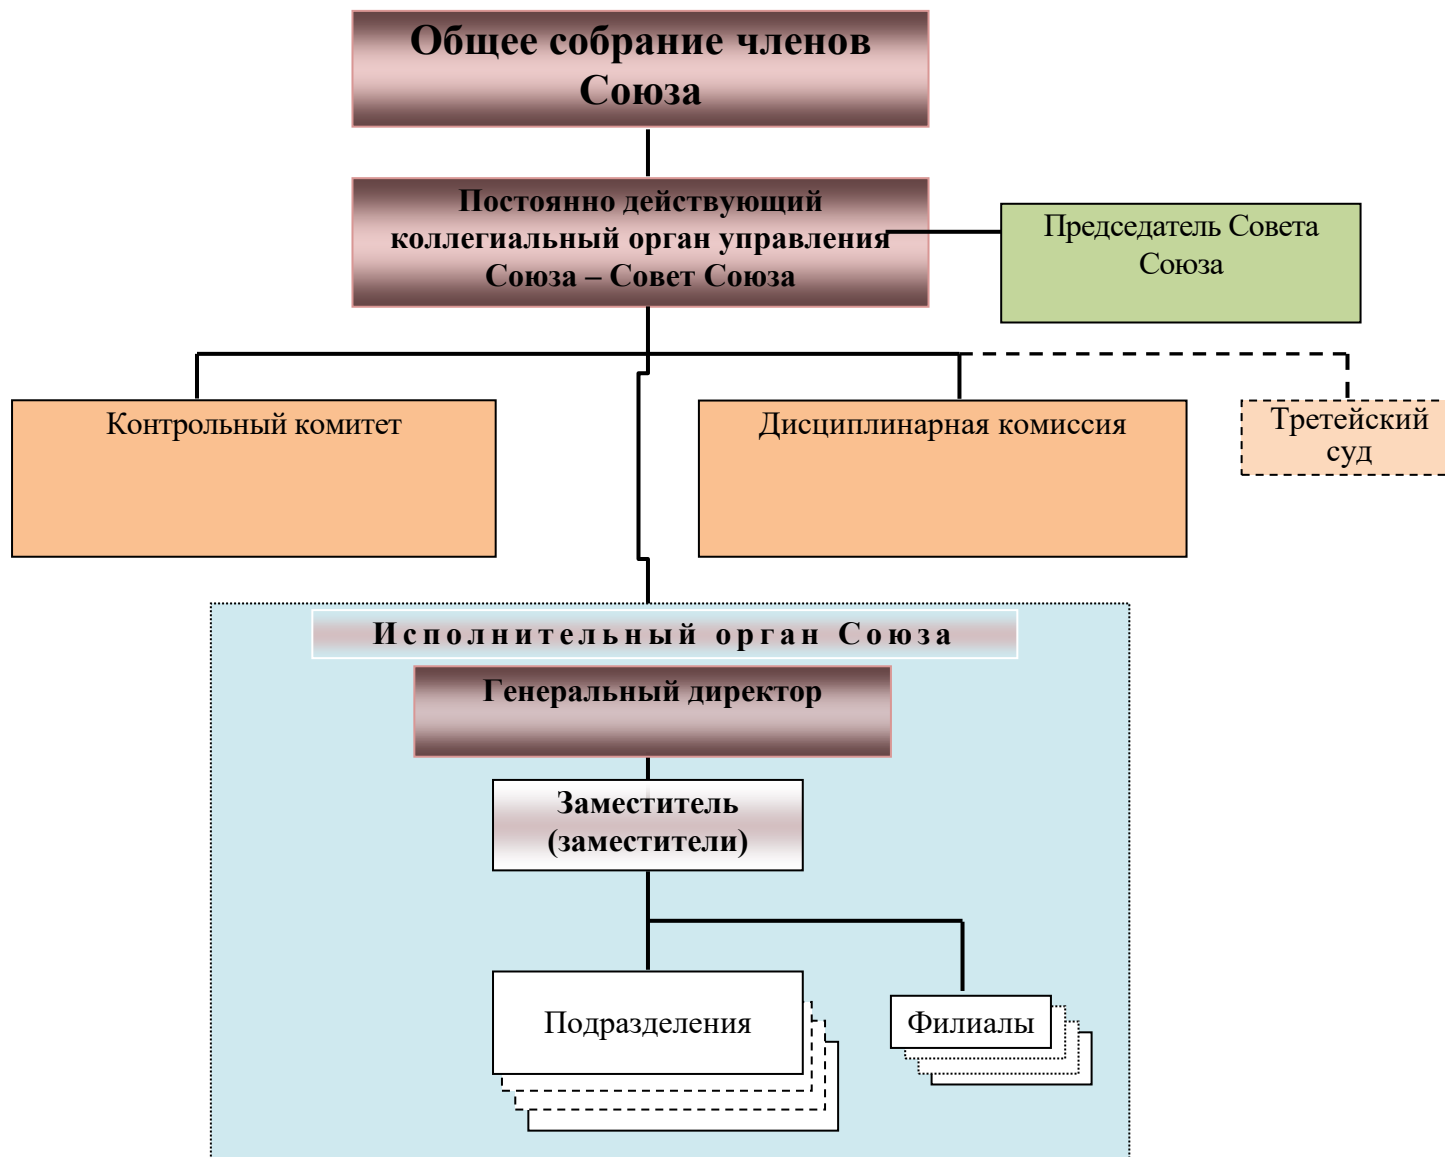 Общее собрание членов
Союза
Постоянно действующий
коллегиальный орган управления
Союза – Совет Союза
Председатель Совета
Союза
Контрольный комитет
Дисциплинарная комиссия
Третейский
суд
Исполнительный орган Союза
Генеральный директор
Заместитель
(заместители)
Подразделения
Филиалы